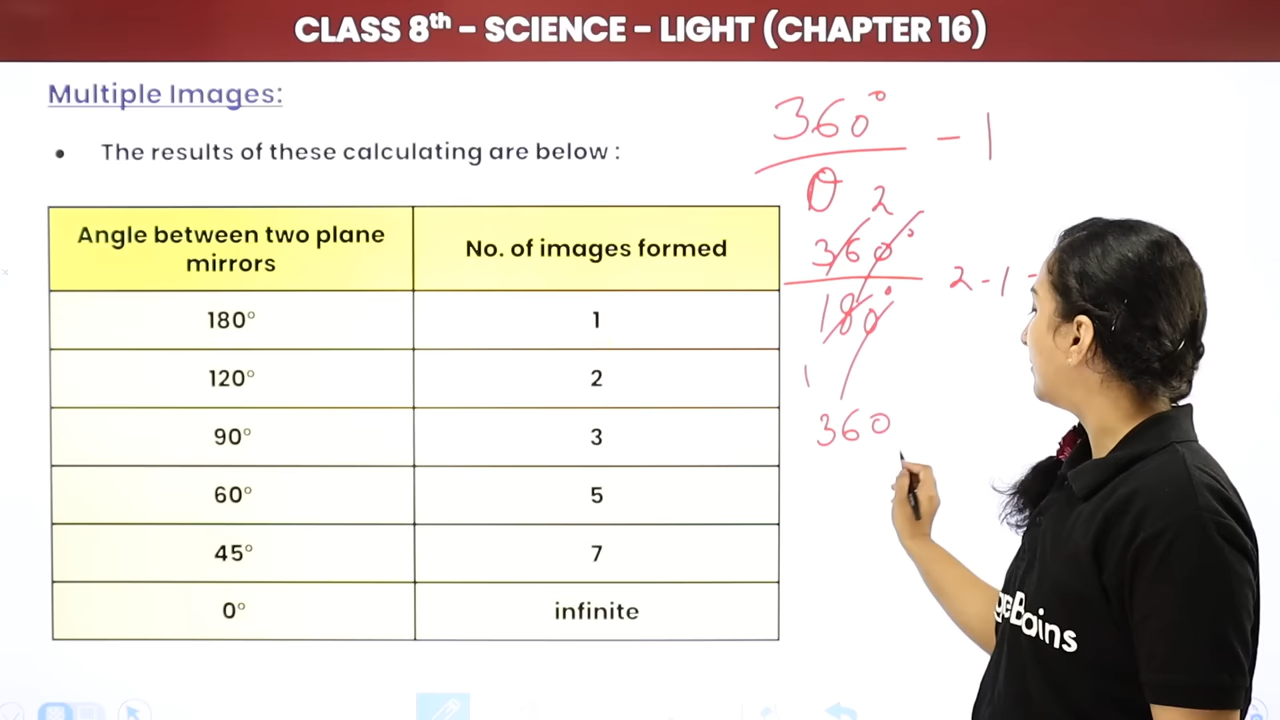 CLASS 8th - SCIENCE - LIGHT (CHAPTER 16)
Multiple Images:
• The results of these calculating are below :
Angle between two plane mirrors | No. of images formed
180° | 1
120° | 2
90° | 3
60° | 5
45° | 7
0° | infinite
360° - 1
θ
2
360°
180°
2 - 1 -
1
360
Bains